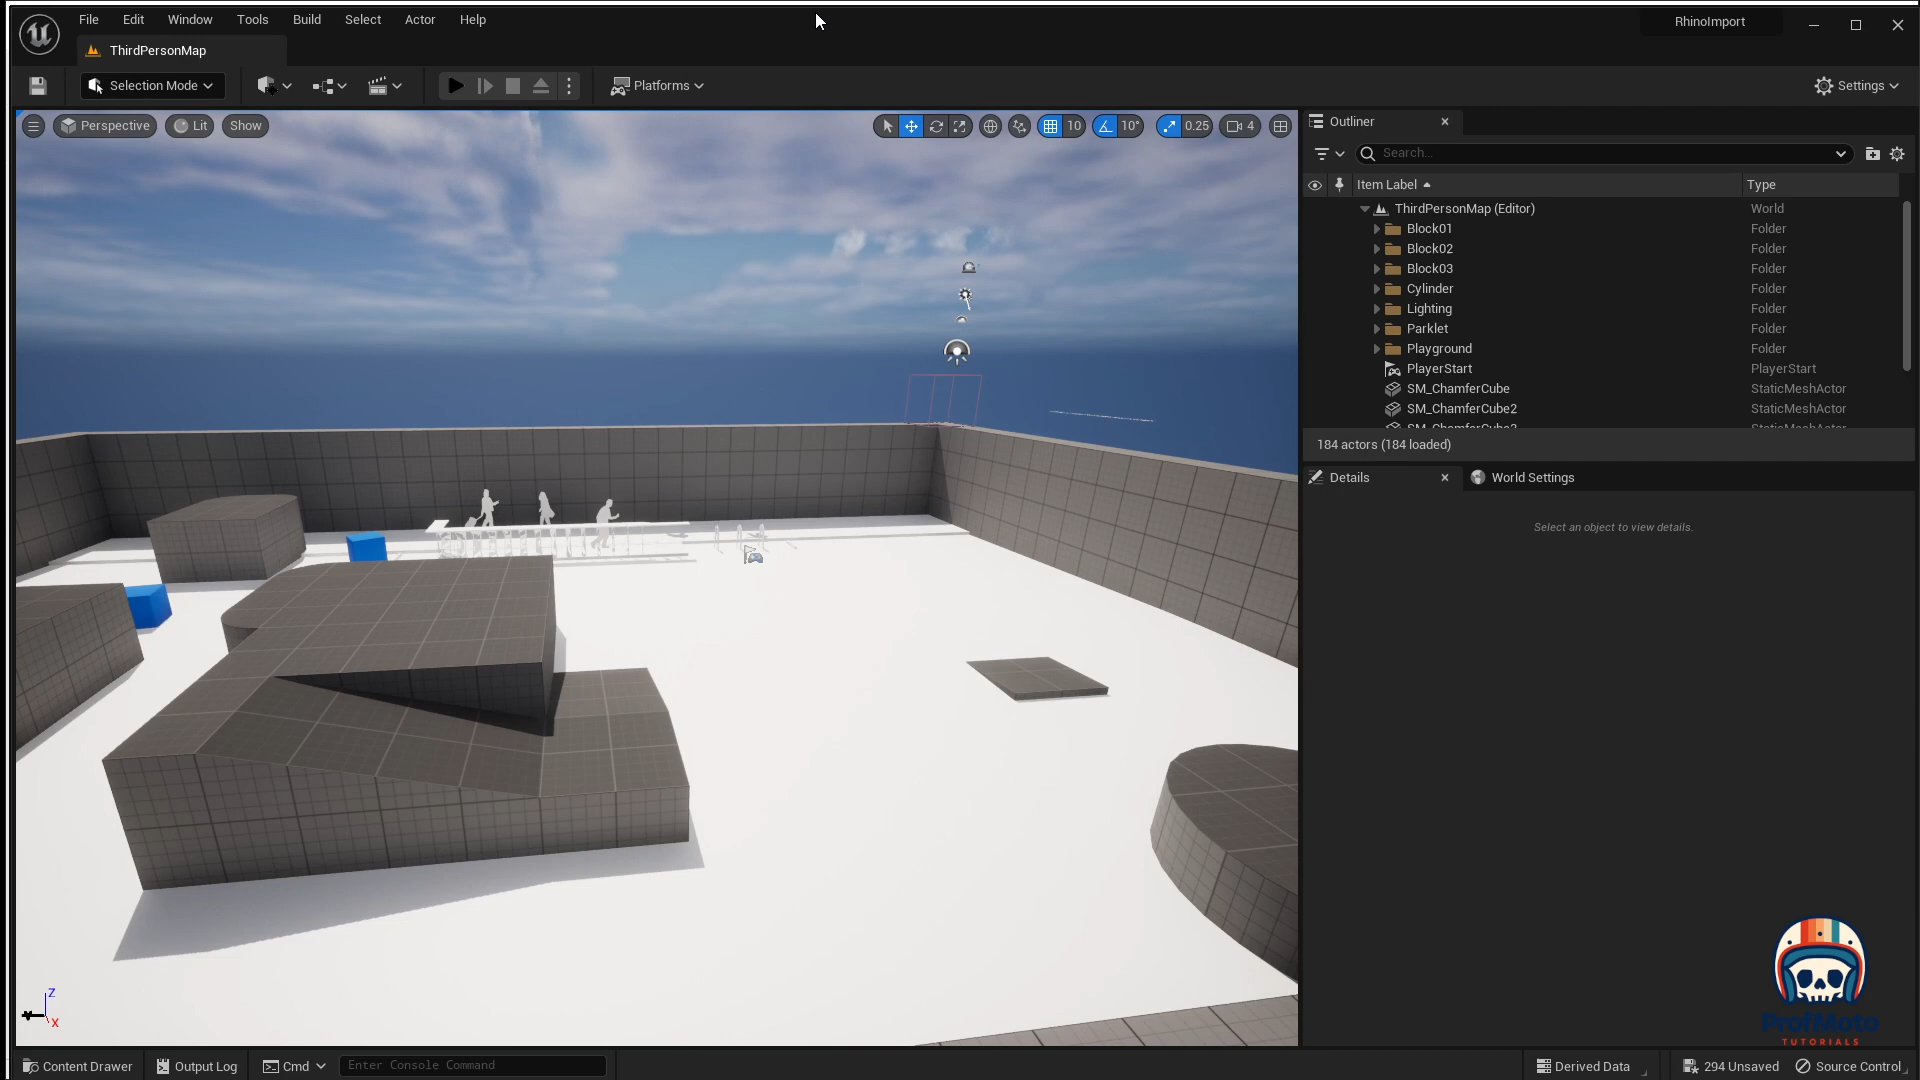 File Edit Window Tools Build Select Actor Help
RhinoImport
ThirdPersonMap
Selection Mode
Platforms
Settings
Perspective Lit Show
10 10° 0.25 4
Outliner
Search...
Item Label Type
ThirdPersonMap (Editor) World
Block01 Folder
Block02 Folder
Block03 Folder
Cylinder Folder
Lighting Folder
Parklet Folder
Playground Folder
PlayerStart PlayerStart
SM_ChamferCube StaticMeshActor
SM_ChamferCube2 StaticMeshActor
184 actors (184 loaded)
Details World Settings
Select an object to view details.
Z
X
ProfMoto
TUTORIALS
Content Drawer Output Log Cmd Enter Console Command Derived Data 294 Unsaved Source Control